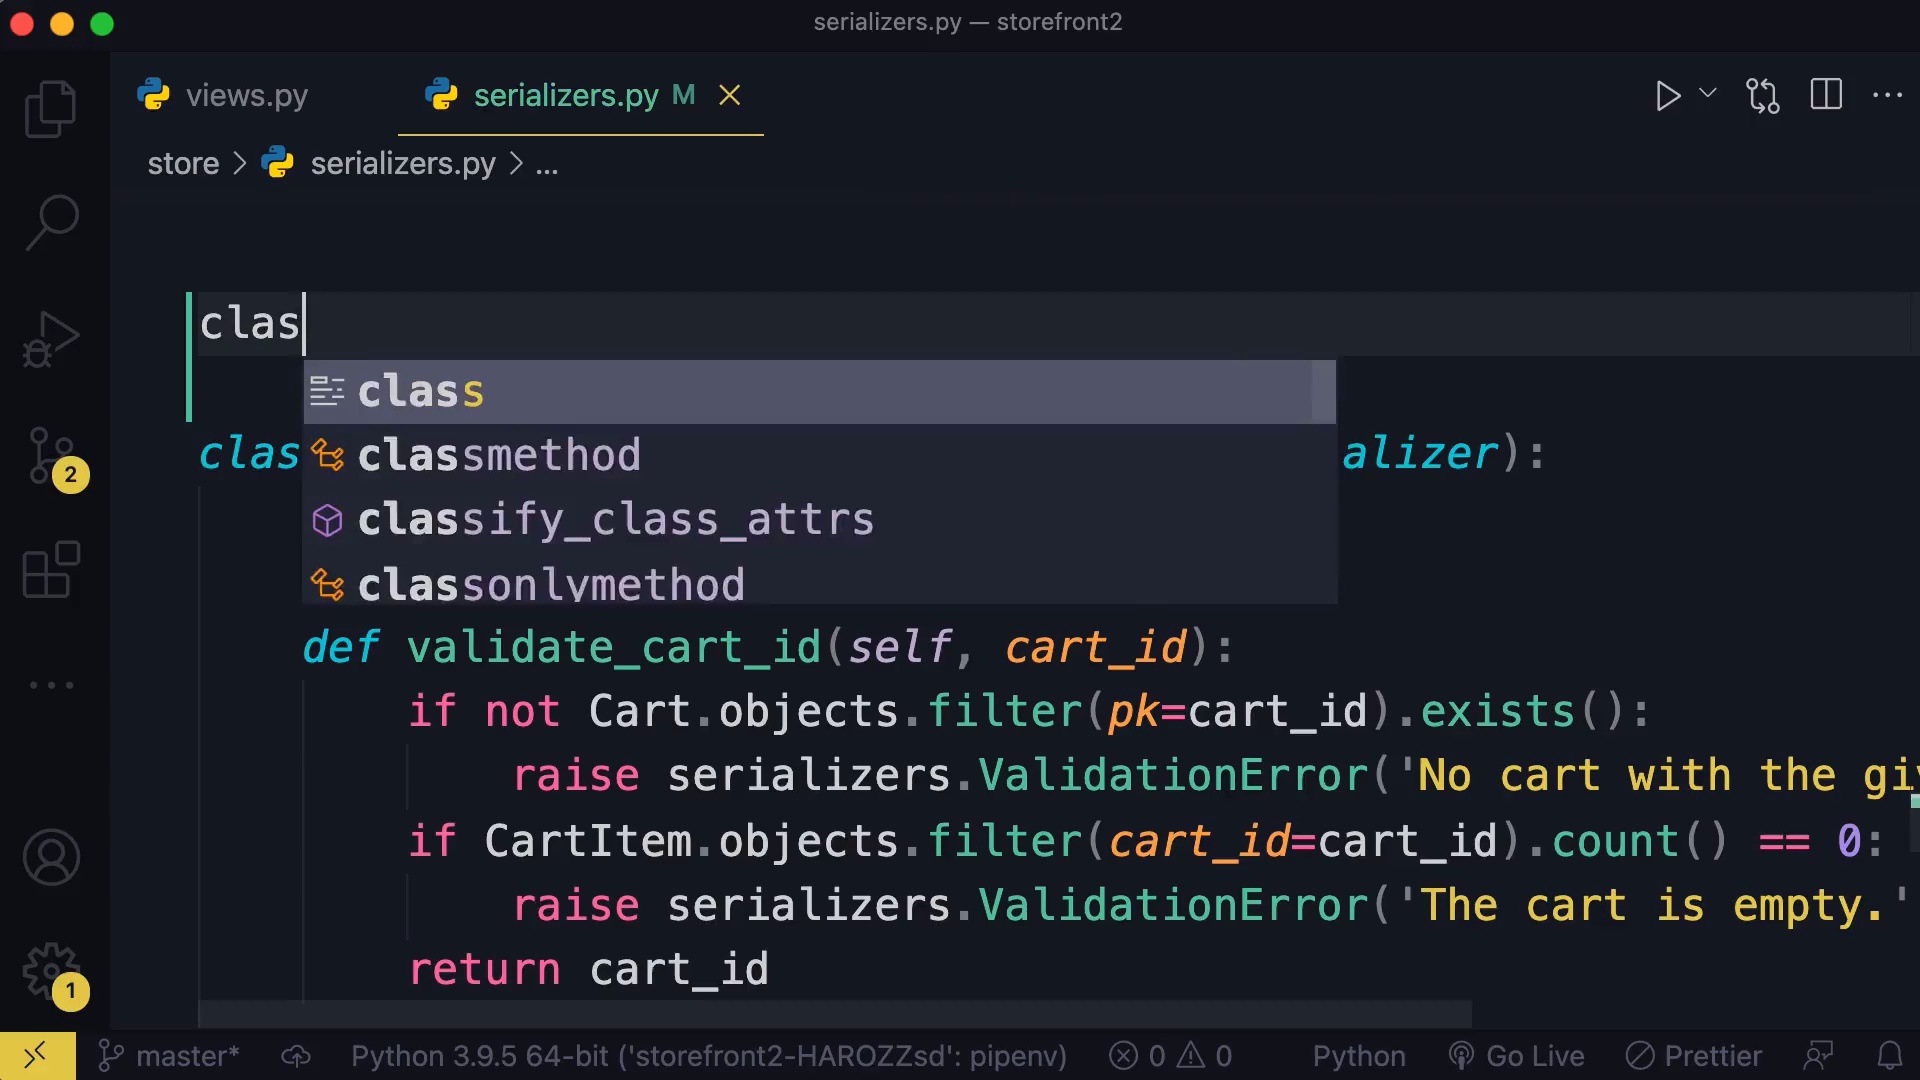 serializers.py — storefront2
views.py
serializers.py M
store > serializers.py > ...
clas
class
clas alizer):
classmethod
classify_class_attrs
classonlymethod
def validate_cart_id(self, cart_id):
if not Cart.objects.filter(pk=cart_id).exists():
raise serializers.ValidationError('No cart with the giv
if CartItem.objects.filter(cart_id=cart_id).count() == 0:
raise serializers.ValidationError('The cart is empty.'
return cart_id
2
1
master* Python 3.9.5 64-bit ('storefront2-HAROZZsd': pipenv) 0 0 Python Go Live Prettier